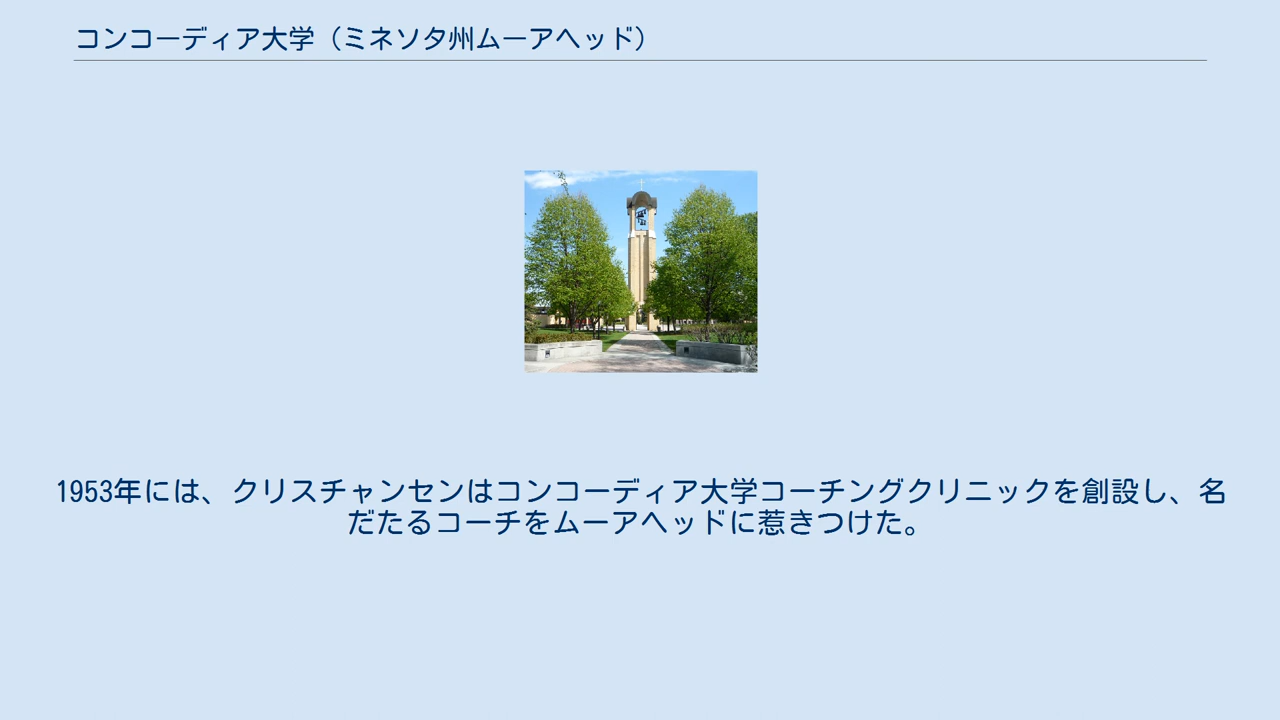 コンコーディア大学（ミネソタ州ムーアヘッド）
1953年には、クリスチャンセンはコンコーディア大学コーチングクリニックを創設し、名
だたるコーチをムーアヘッドに惹きつけた。